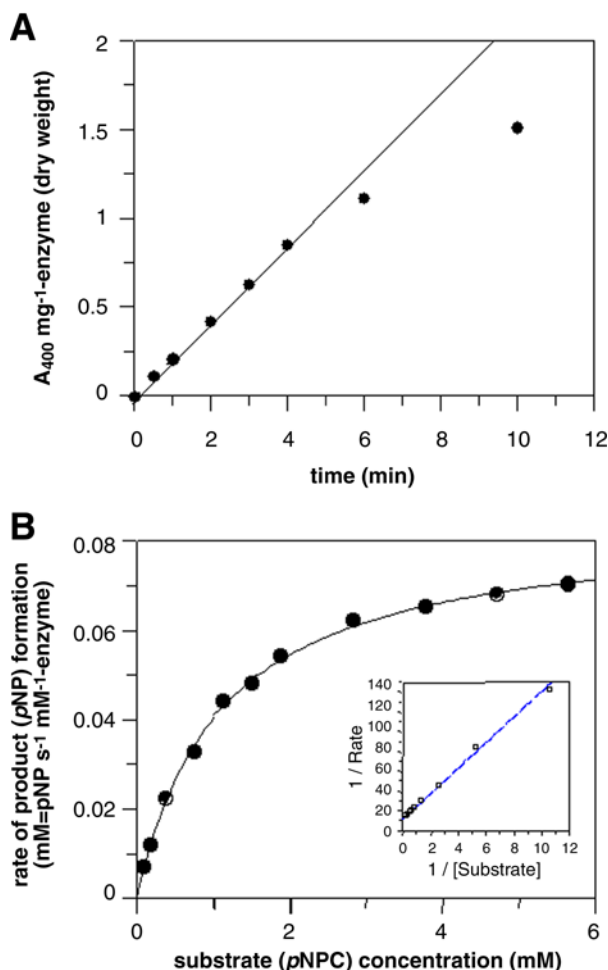 A
A400 mg-1-enzyme (dry weight)
2
1.5
1
0.5
0
0 2 4 6 8 10 12
time (min)
B
rate of product (pNP) formation
(mM=pNP s-1 mM-1-enzyme)
0.08
0.06
0.04
0.02
0
1 / Rate
140
120
100
80
60
40
20
0
0 2 4 6 8 10 12
1 / [Substrate]
0 2 4 6
substrate (pNPC) concentration (mM)